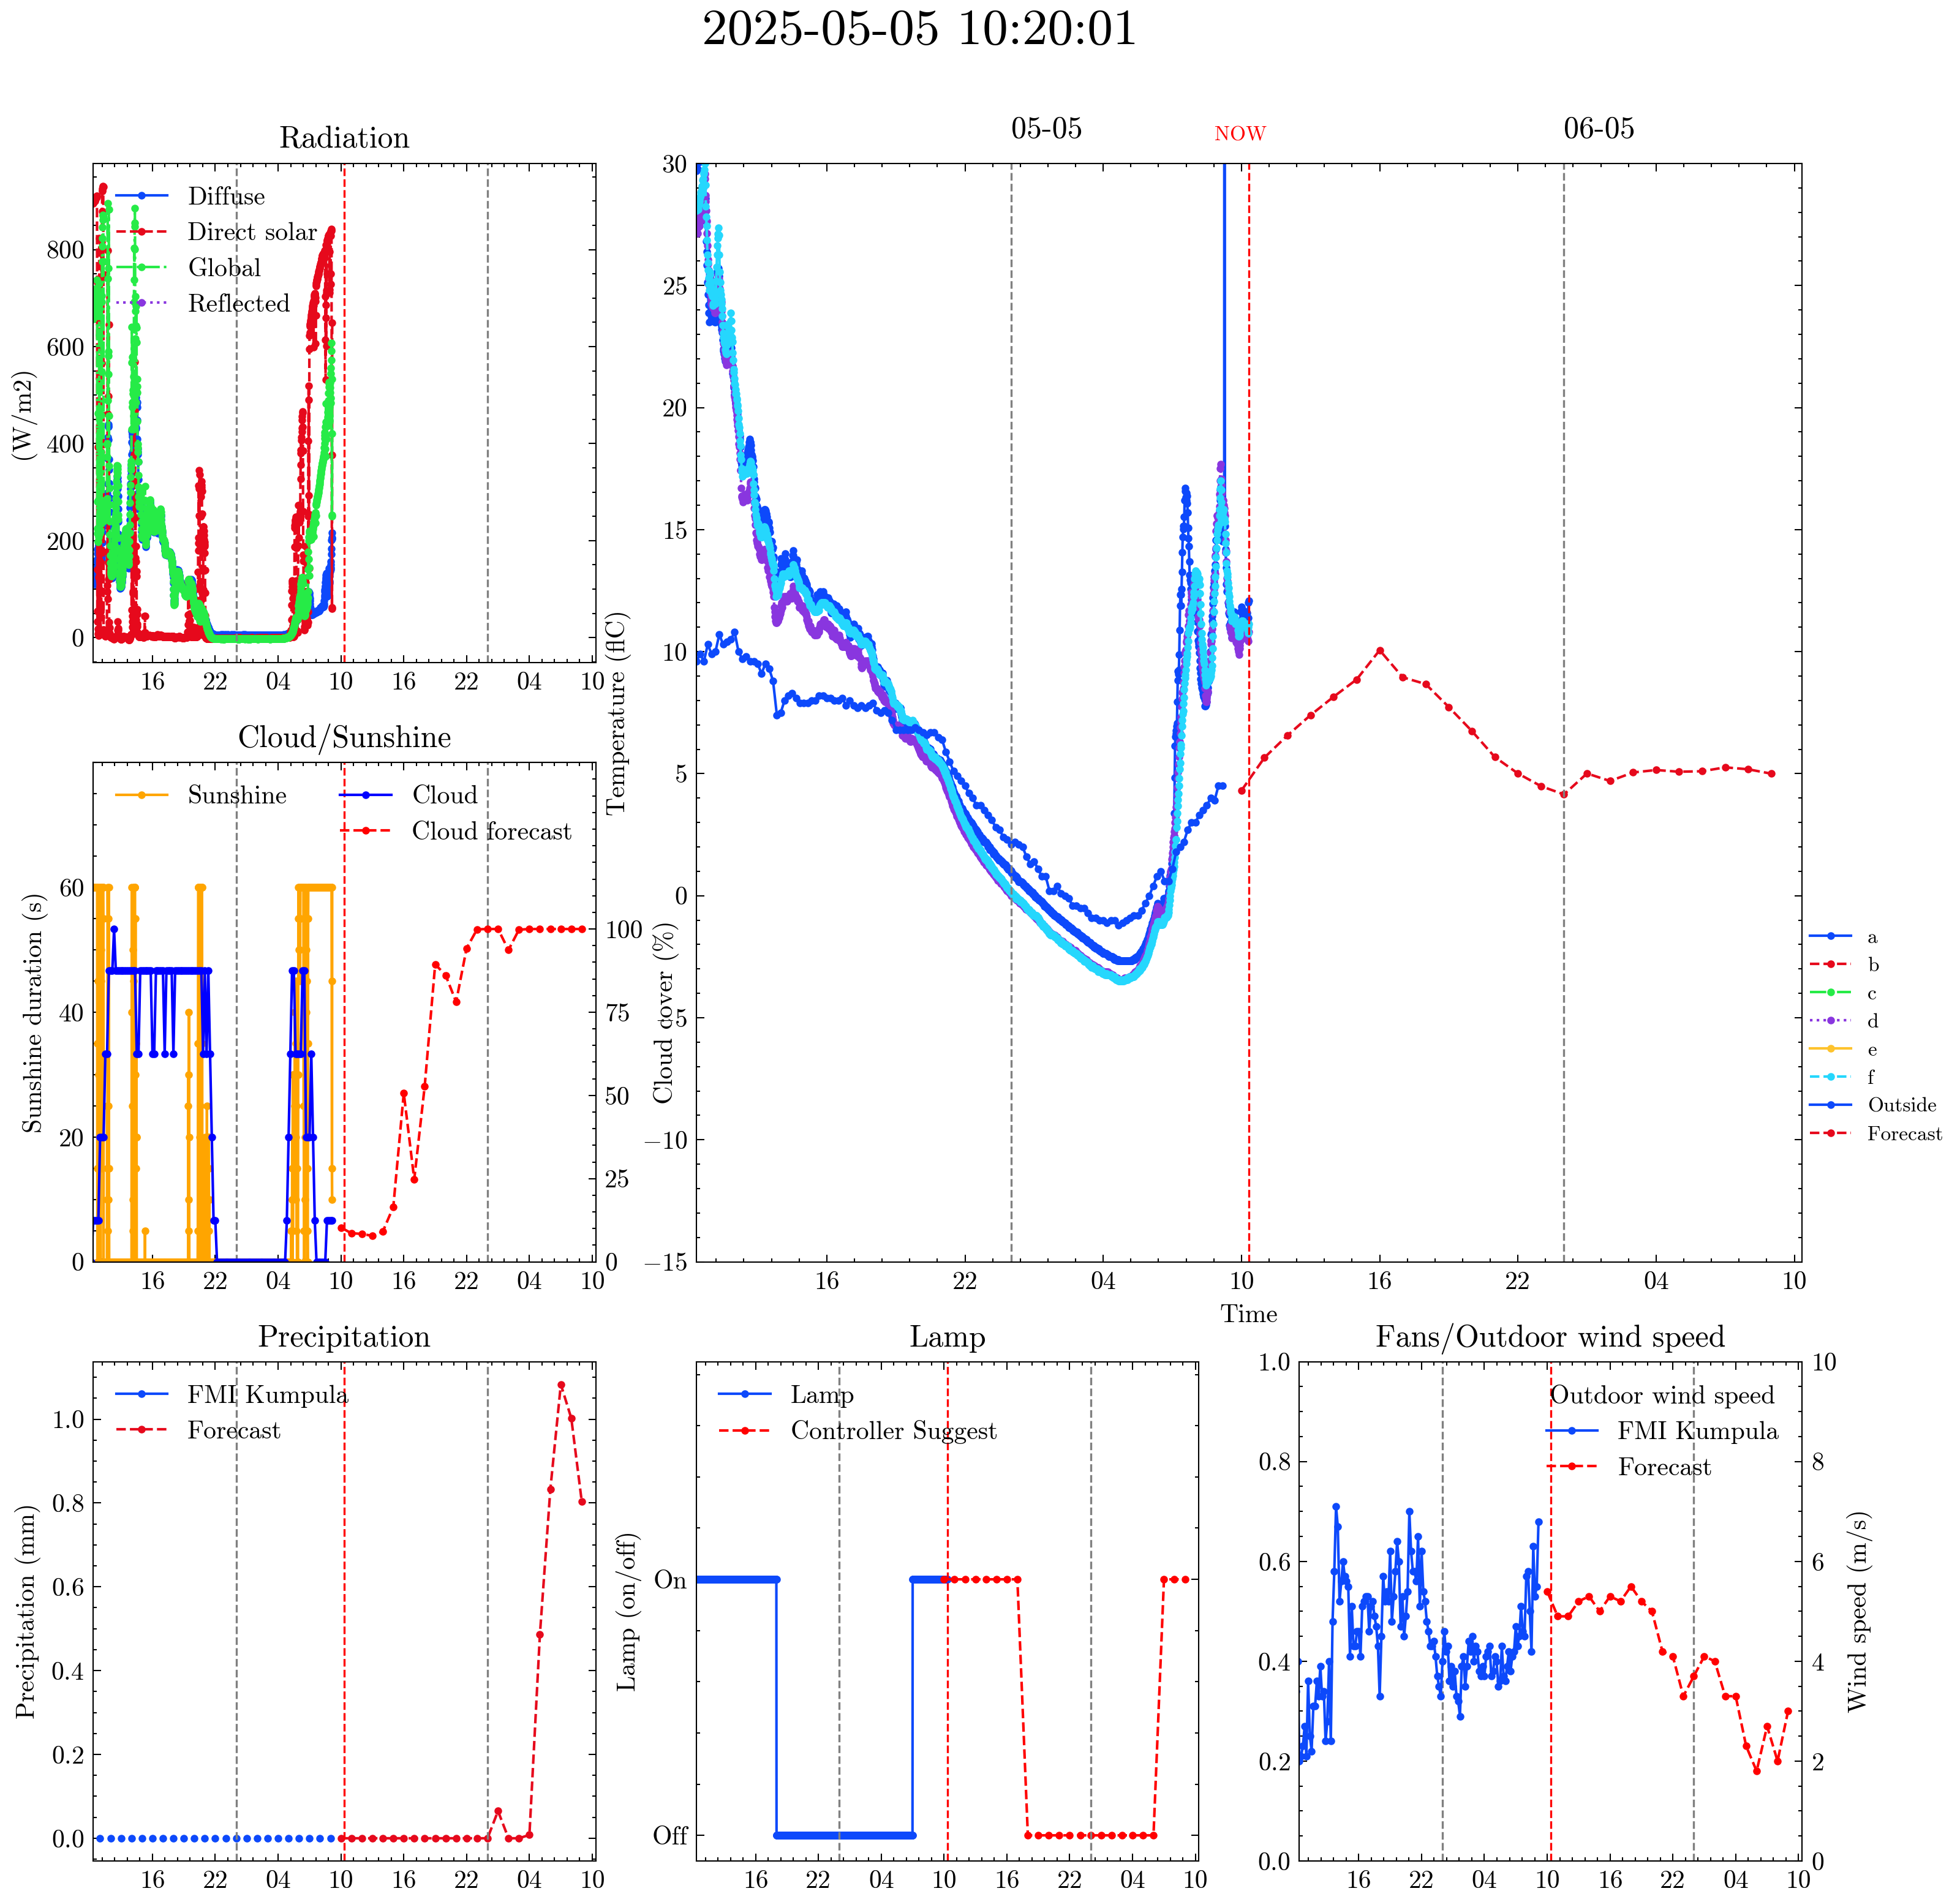 2025-05-05 10:20:01
Radiation
Diffuse
Direct solar
Global
Reflected
(W/m2)
800
600
400
200
0
16 22 04 10 16 22 04 10
05-05
NOW
06-05
Temperature (flC)
30
25
20
15
10
5
0
−5
−10
−15
16 22 04 10 16 22 04 10
Time
a
b
c
d
e
f
Outside
Forecast
Cloud/Sunshine
Sunshine
Cloud
Cloud forecast
Sunshine duration (s)
60
40
20
0
100
75
50
25
0
Cloud cover (%)
16 22 04 10 16 22 04 10
Precipitation
FMI Kumpula
Forecast
Precipitation (mm)
1.0
0.8
0.6
0.4
0.2
0.0
16 22 04 10 16 22 04 10
Lamp
Lamp
Controller Suggest
Lamp (on/off)
On
Off
16 22 04 10 16 22 04 10
Fans/Outdoor wind speed
Outdoor wind speed
FMI Kumpula
Forecast
1.0
0.8
0.6
0.4
0.2
0.0
10
8
6
4
2
0
Wind speed (m/s)
16 22 04 10 16 22 04 10